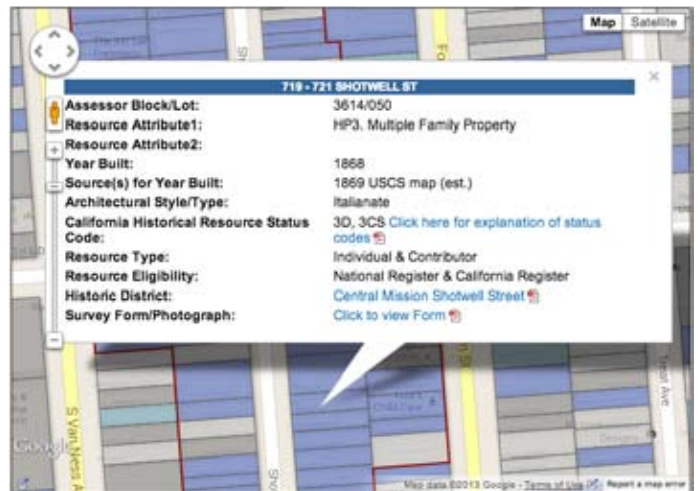 Map Satellite
719 - 721 SHOTWELL ST
Assessor Block/Lot: 3614/050
Resource Attribute1: HP3. Multiple Family Property
Resource Attribute2:
Year Built: 1868
Source(s) for Year Built: 1869 USCS map (est.)
Architectural Style/Type: Italianate
California Historical Resource Status Code: 3D, 3CS Click here for explanation of status codes
Resource Type: Individual & Contributor
Resource Eligibility: National Register & California Register
Historic District: Central Mission Shotwell Street
Survey Form/Photograph: Click to view Form
Treat Ave
S Van Ness A
Child Care
Google
Map data ©2013 Google - Terms of Use Report a map error